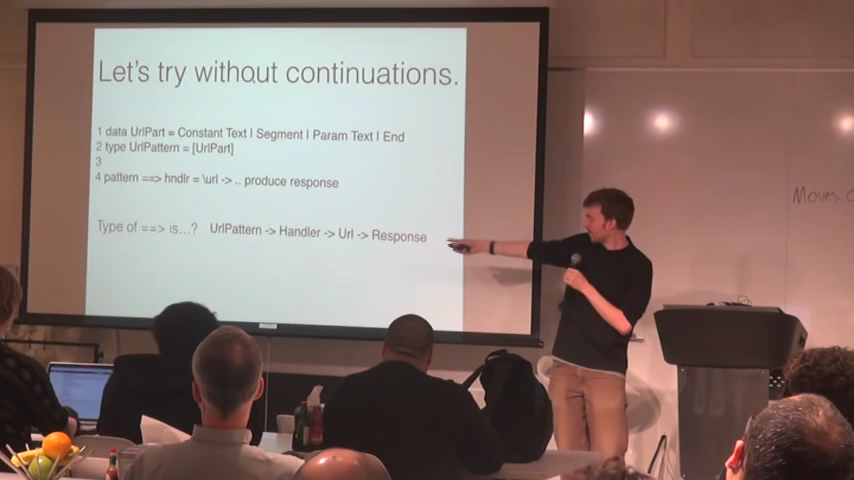 Let's try without continuations.
1 data UrlPart = Constant Text | Segment | Param Text | End
2 type UrlPattern = [UrlPart]
3
4 pattern ==> hndlr = \url -> .. produce response
Type of ==> is...? UrlPattern -> Handler -> Url -> Response
Moves